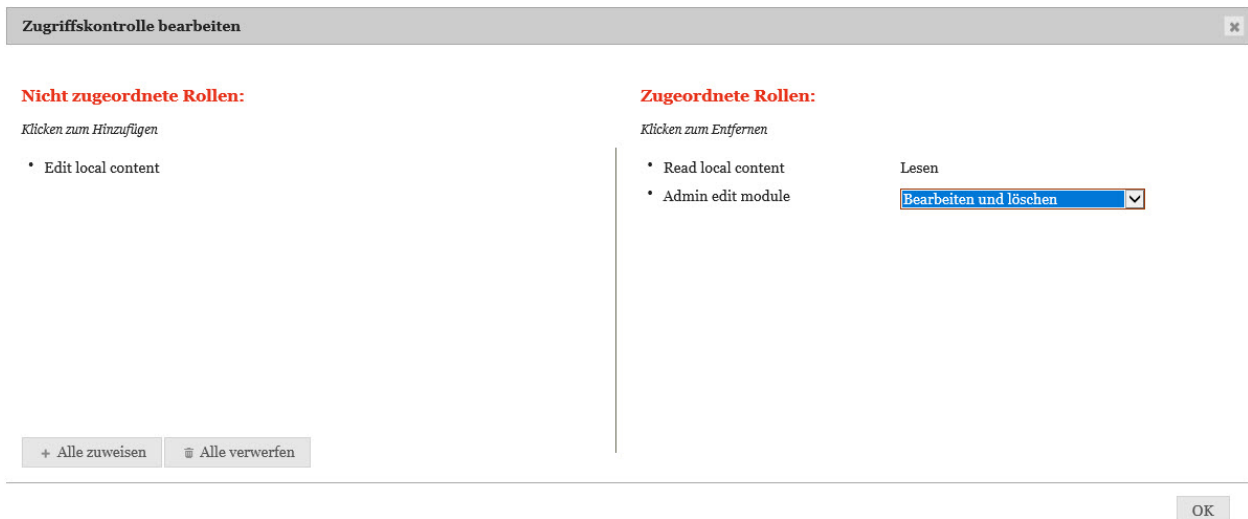 Zugriffskontrolle bearbeiten
Nicht zugeordnete Rollen:
Klicken zum Hinzufügen
• Edit local content
Zugeordnete Rollen:
Klicken zum Entfernen
• Read local content Lesen
• Admin edit module Bearbeiten und löschen
+ Alle zuweisen Alle verwerfen
OK